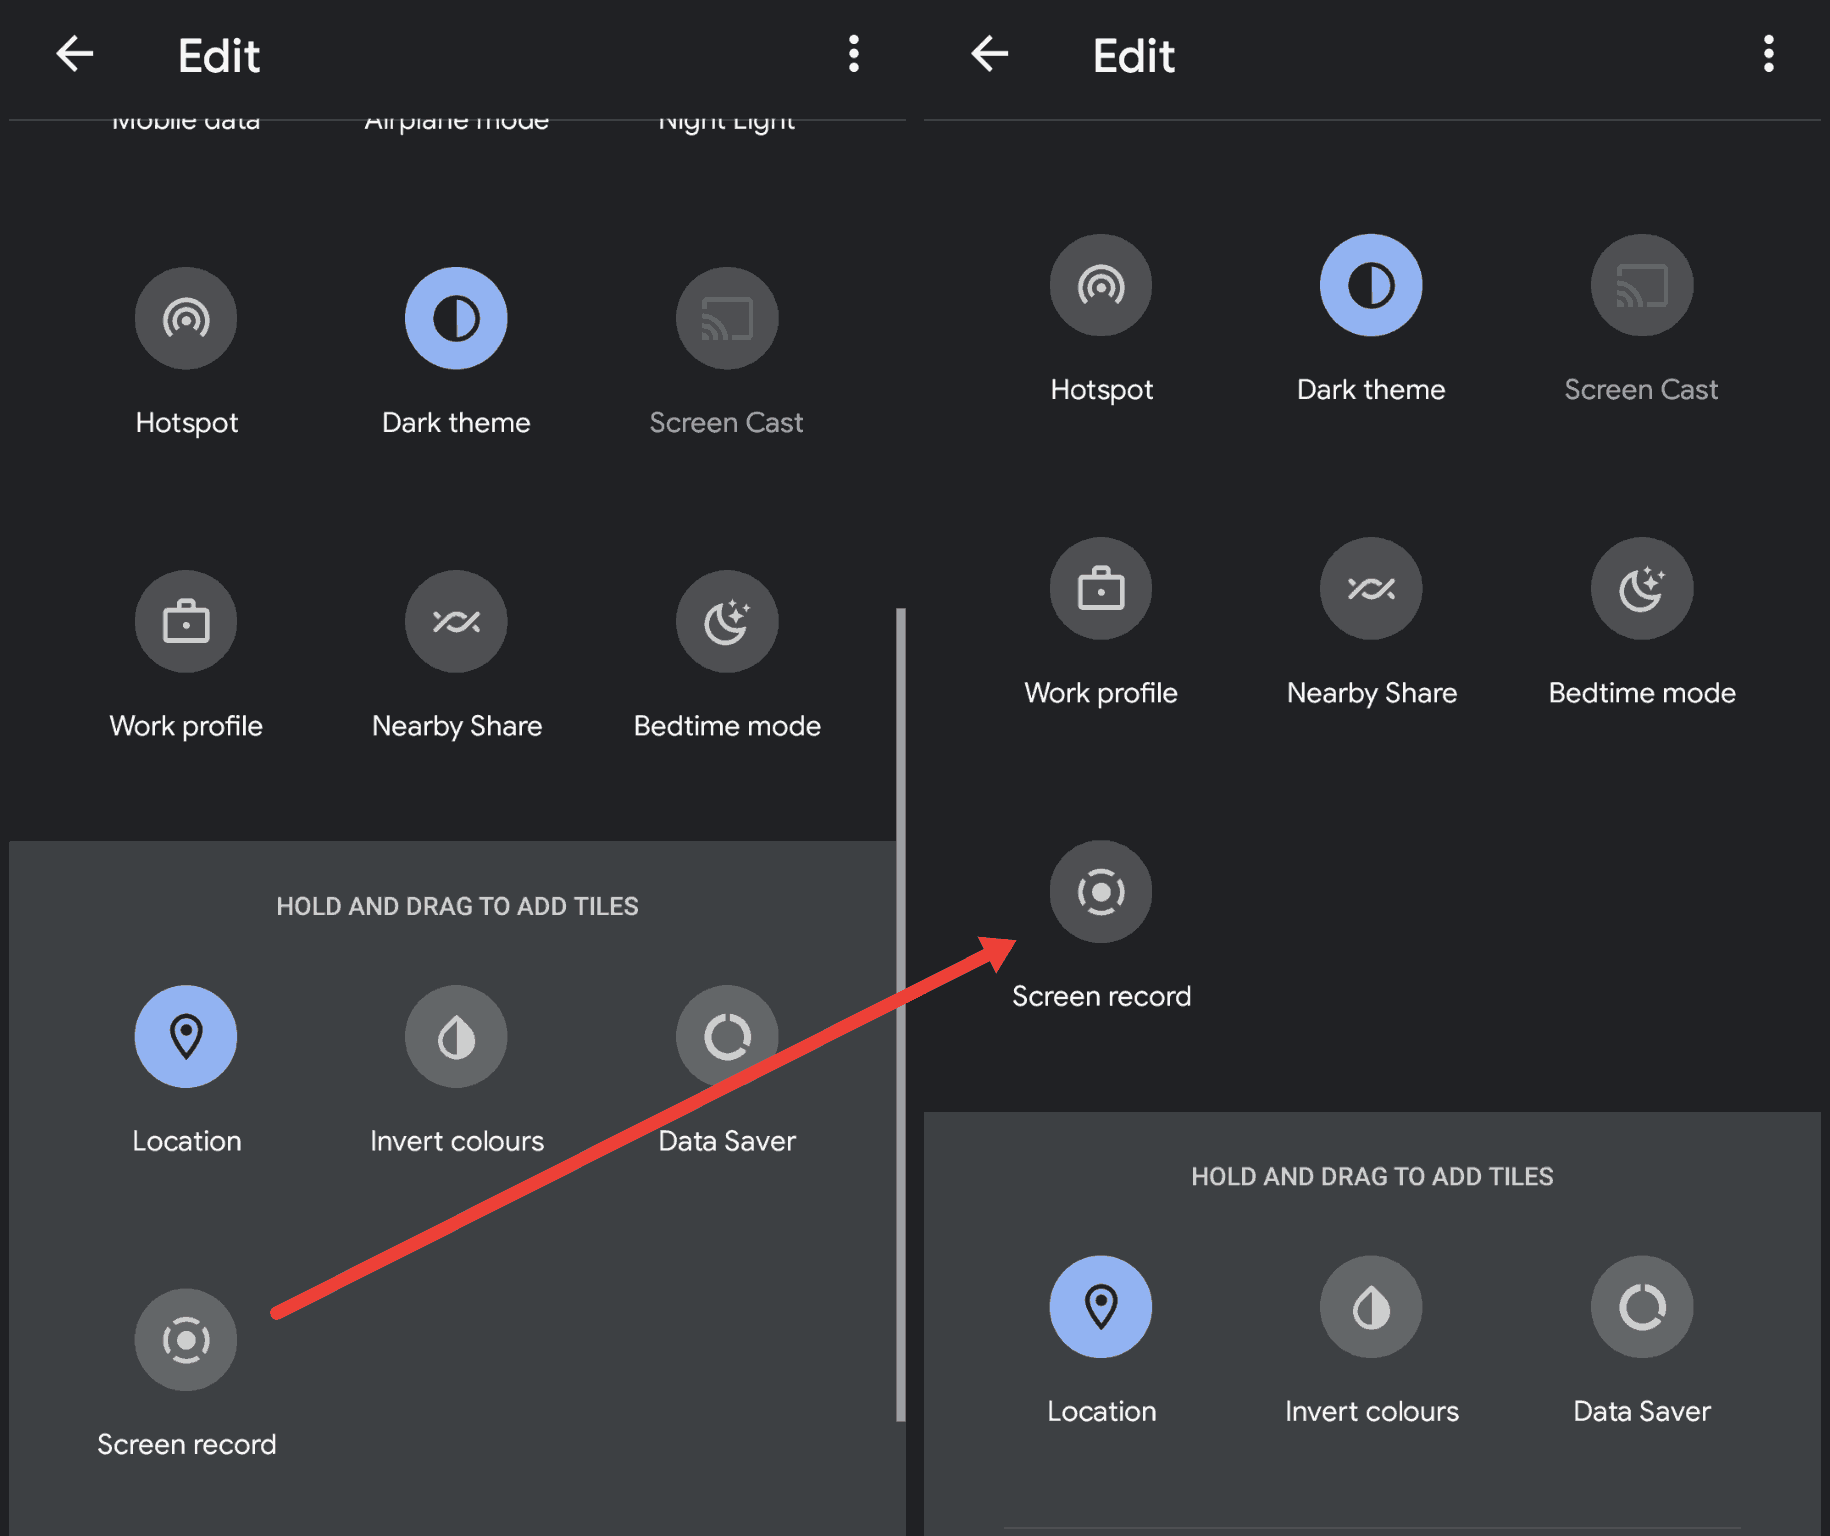 Edit
Mobile data Airplane mode Night Light
Hotspot Dark theme Screen Cast
Work profile Nearby Share Bedtime mode
HOLD AND DRAG TO ADD TILES
Location Invert colours Data Saver
Screen record
Edit
Hotspot Dark theme Screen Cast
Work profile Nearby Share Bedtime mode
Screen record
HOLD AND DRAG TO ADD TILES
Location Invert colours Data Saver